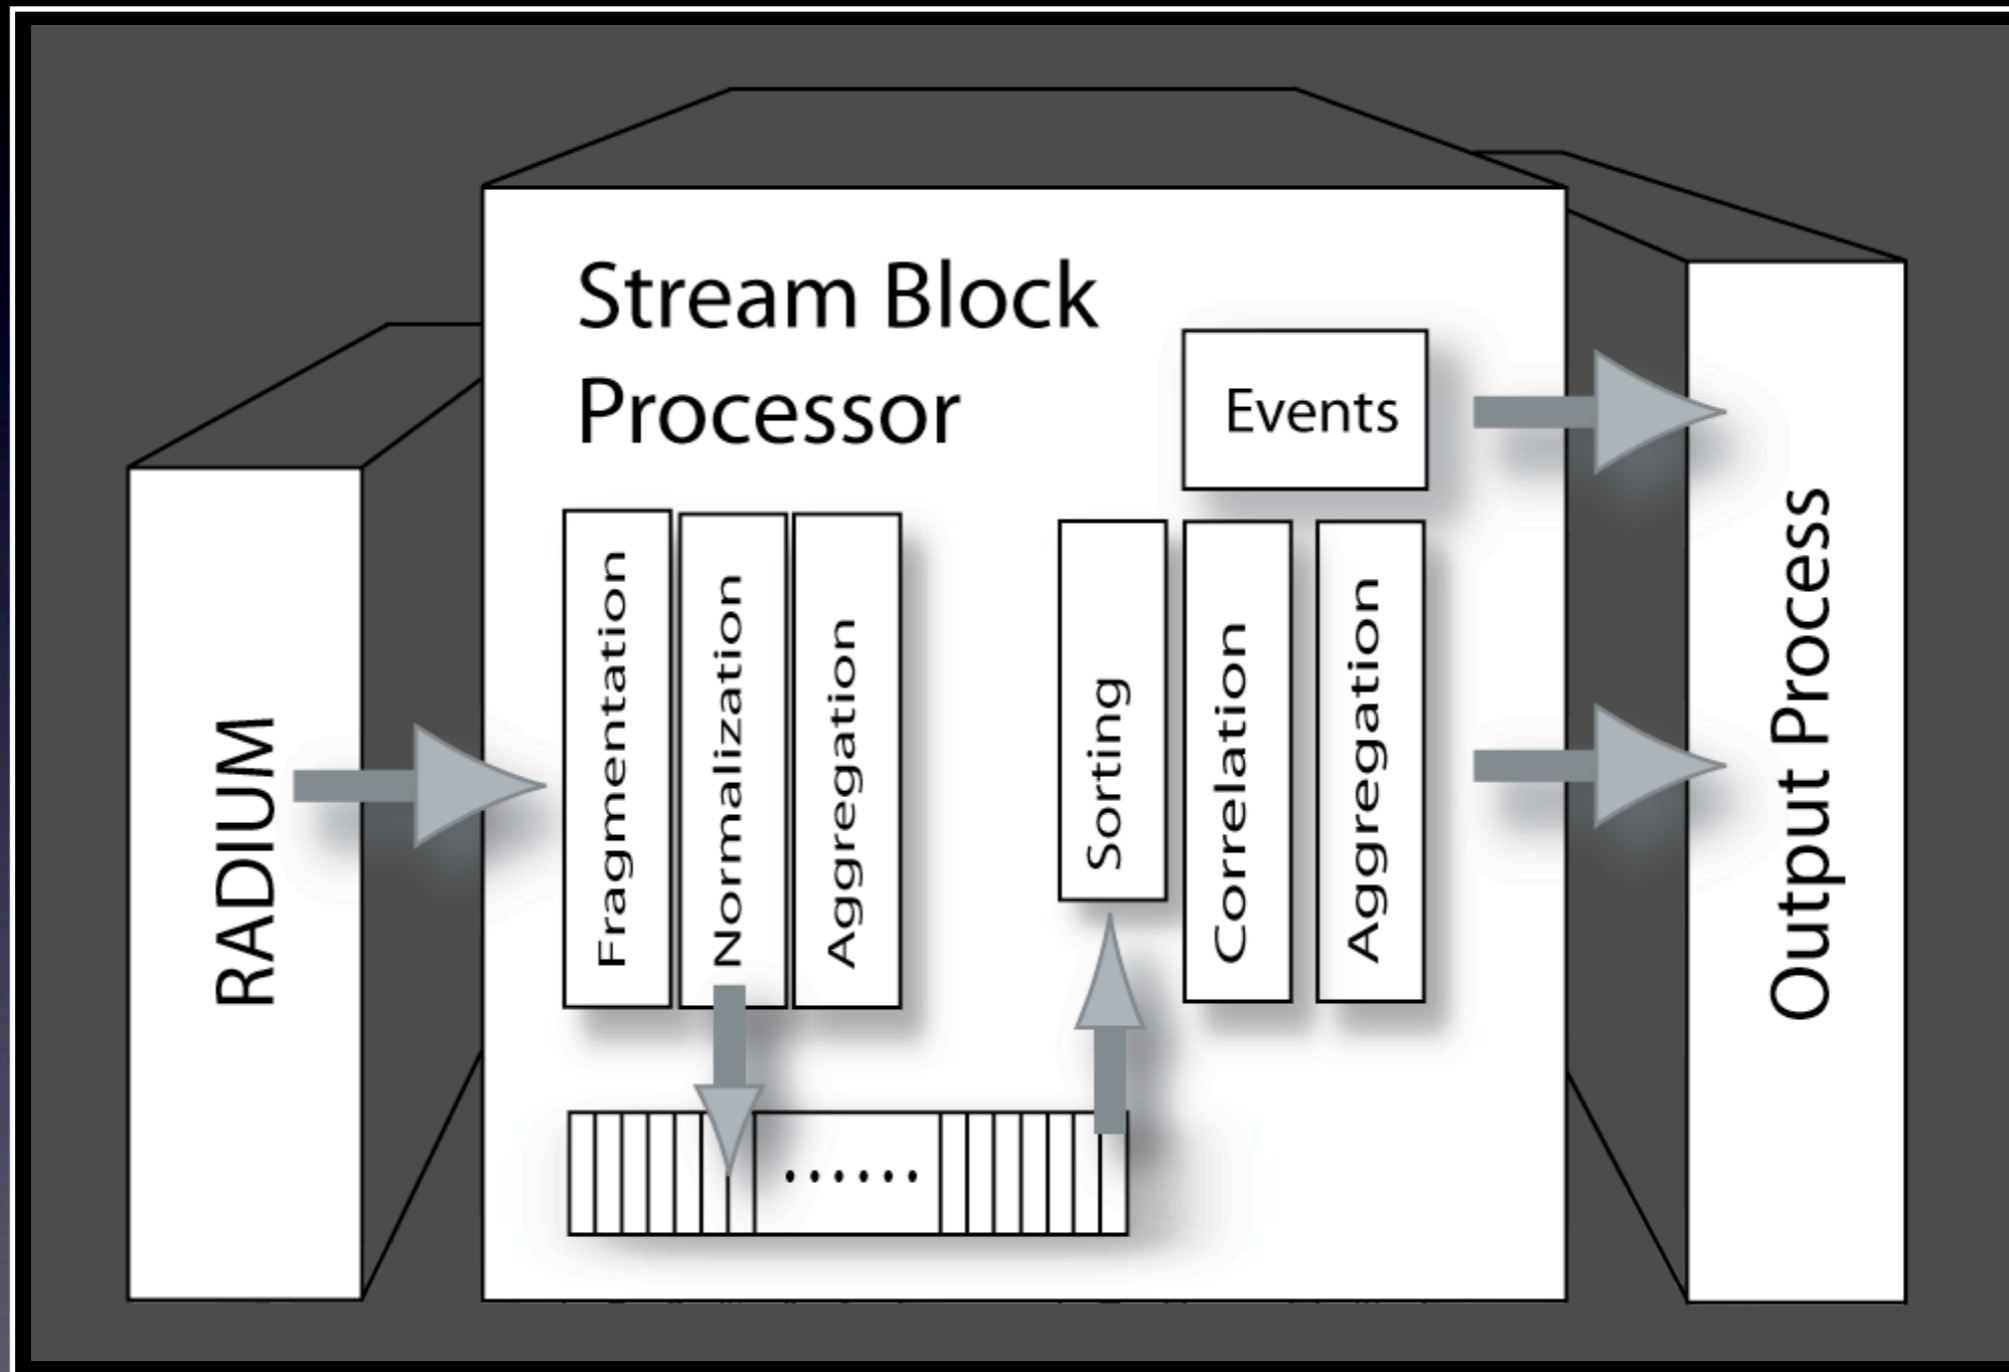 Stream Block
Processor
Events
RADIUM
Fragmentation
Normalization
Aggregation
Sorting
Correlation
Aggregation
Output Process
......